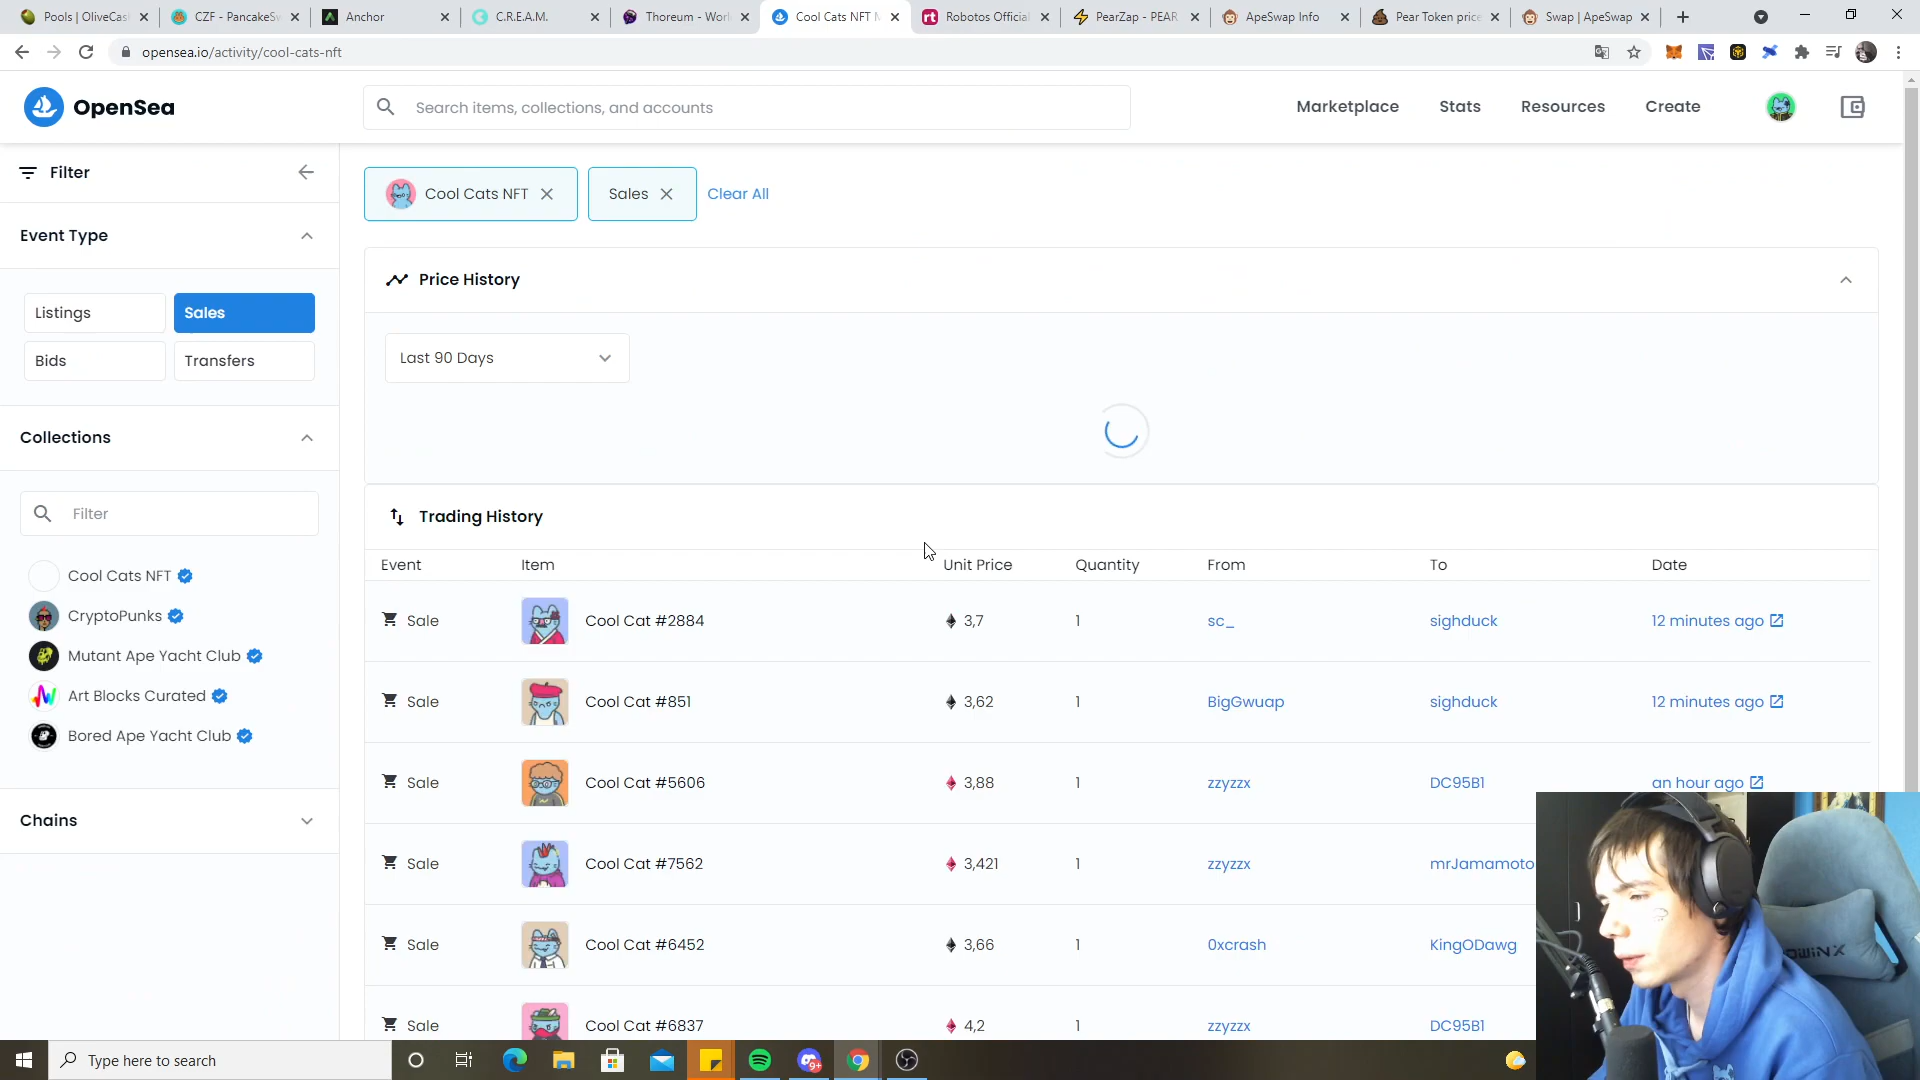 Pools | OliveCas
CZF - PancakeSw
Anchor
C.R.E.A.M.
Thoreum - Worl
Cool Cats NFT M
Robotos Official
PearZap - PEAR
ApeSwap Info
Pear Token price
Swap | ApeSwap
opensea.io/activity/cool-cats-nft
OpenSea
Search items, collections, and accounts
Marketplace
Stats
Resources
Create
Filter
Cool Cats NFT
Sales
Clear All
Event Type
Listings
Sales
Bids
Transfers
Price History
Last 90 Days
Collections
Filter
Cool Cats NFT
CryptoPunks
Mutant Ape Yacht Club
Art Blocks Curated
Bored Ape Yacht Club
Chains
Trading History
Event Item Unit Price Quantity From To Date
Sale Cool Cat #2884 3,7 1 sc_ sighduck 12 minutes ago
Sale Cool Cat #851 3,62 1 BigGwuap sighduck 12 minutes ago
Sale Cool Cat #5606 3,88 1 zzyzzx DC95B1 an hour ago
Sale Cool Cat #7562 3,421 1 zzyzzx mrJamamoto
Sale Cool Cat #6452 3,66 1 0xcrash KingODawg
Sale Cool Cat #6837 4,2 1 zzyzzx DC95B1
Type here to search
9+